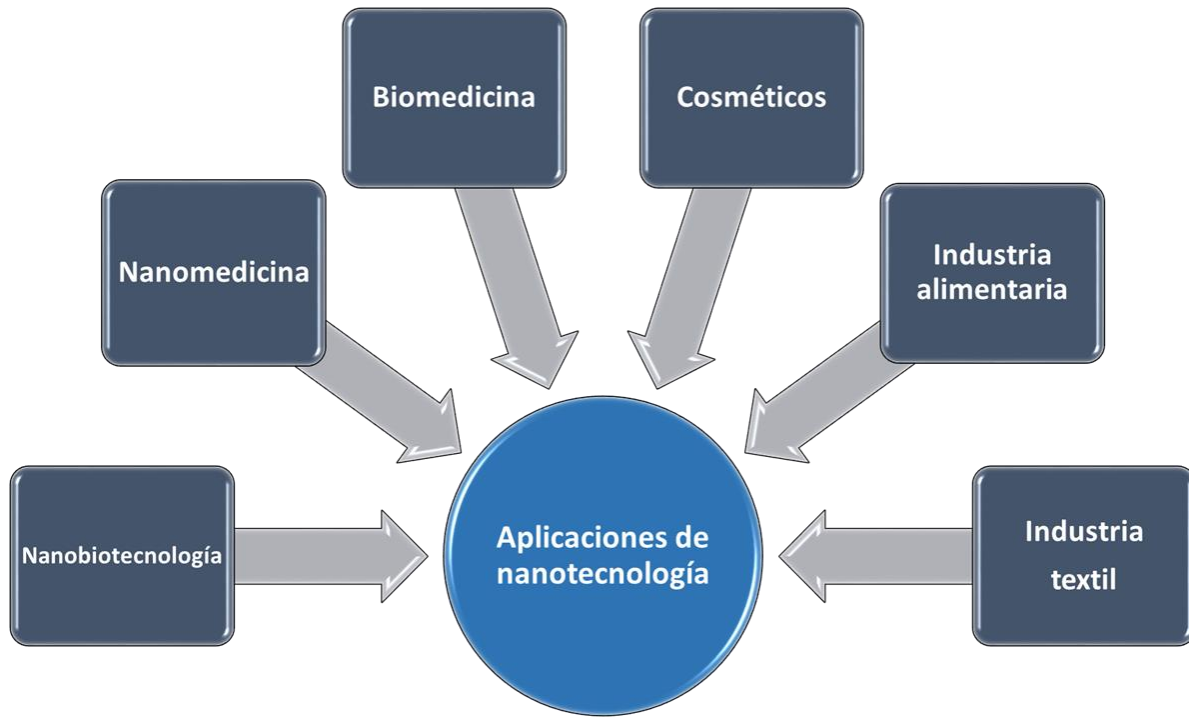 Biomedicina
Cosméticos
Nanomedicina
Industria
alimentaria
Nanobiotecnología
Aplicaciones de
nanotecnología
Industria
textil